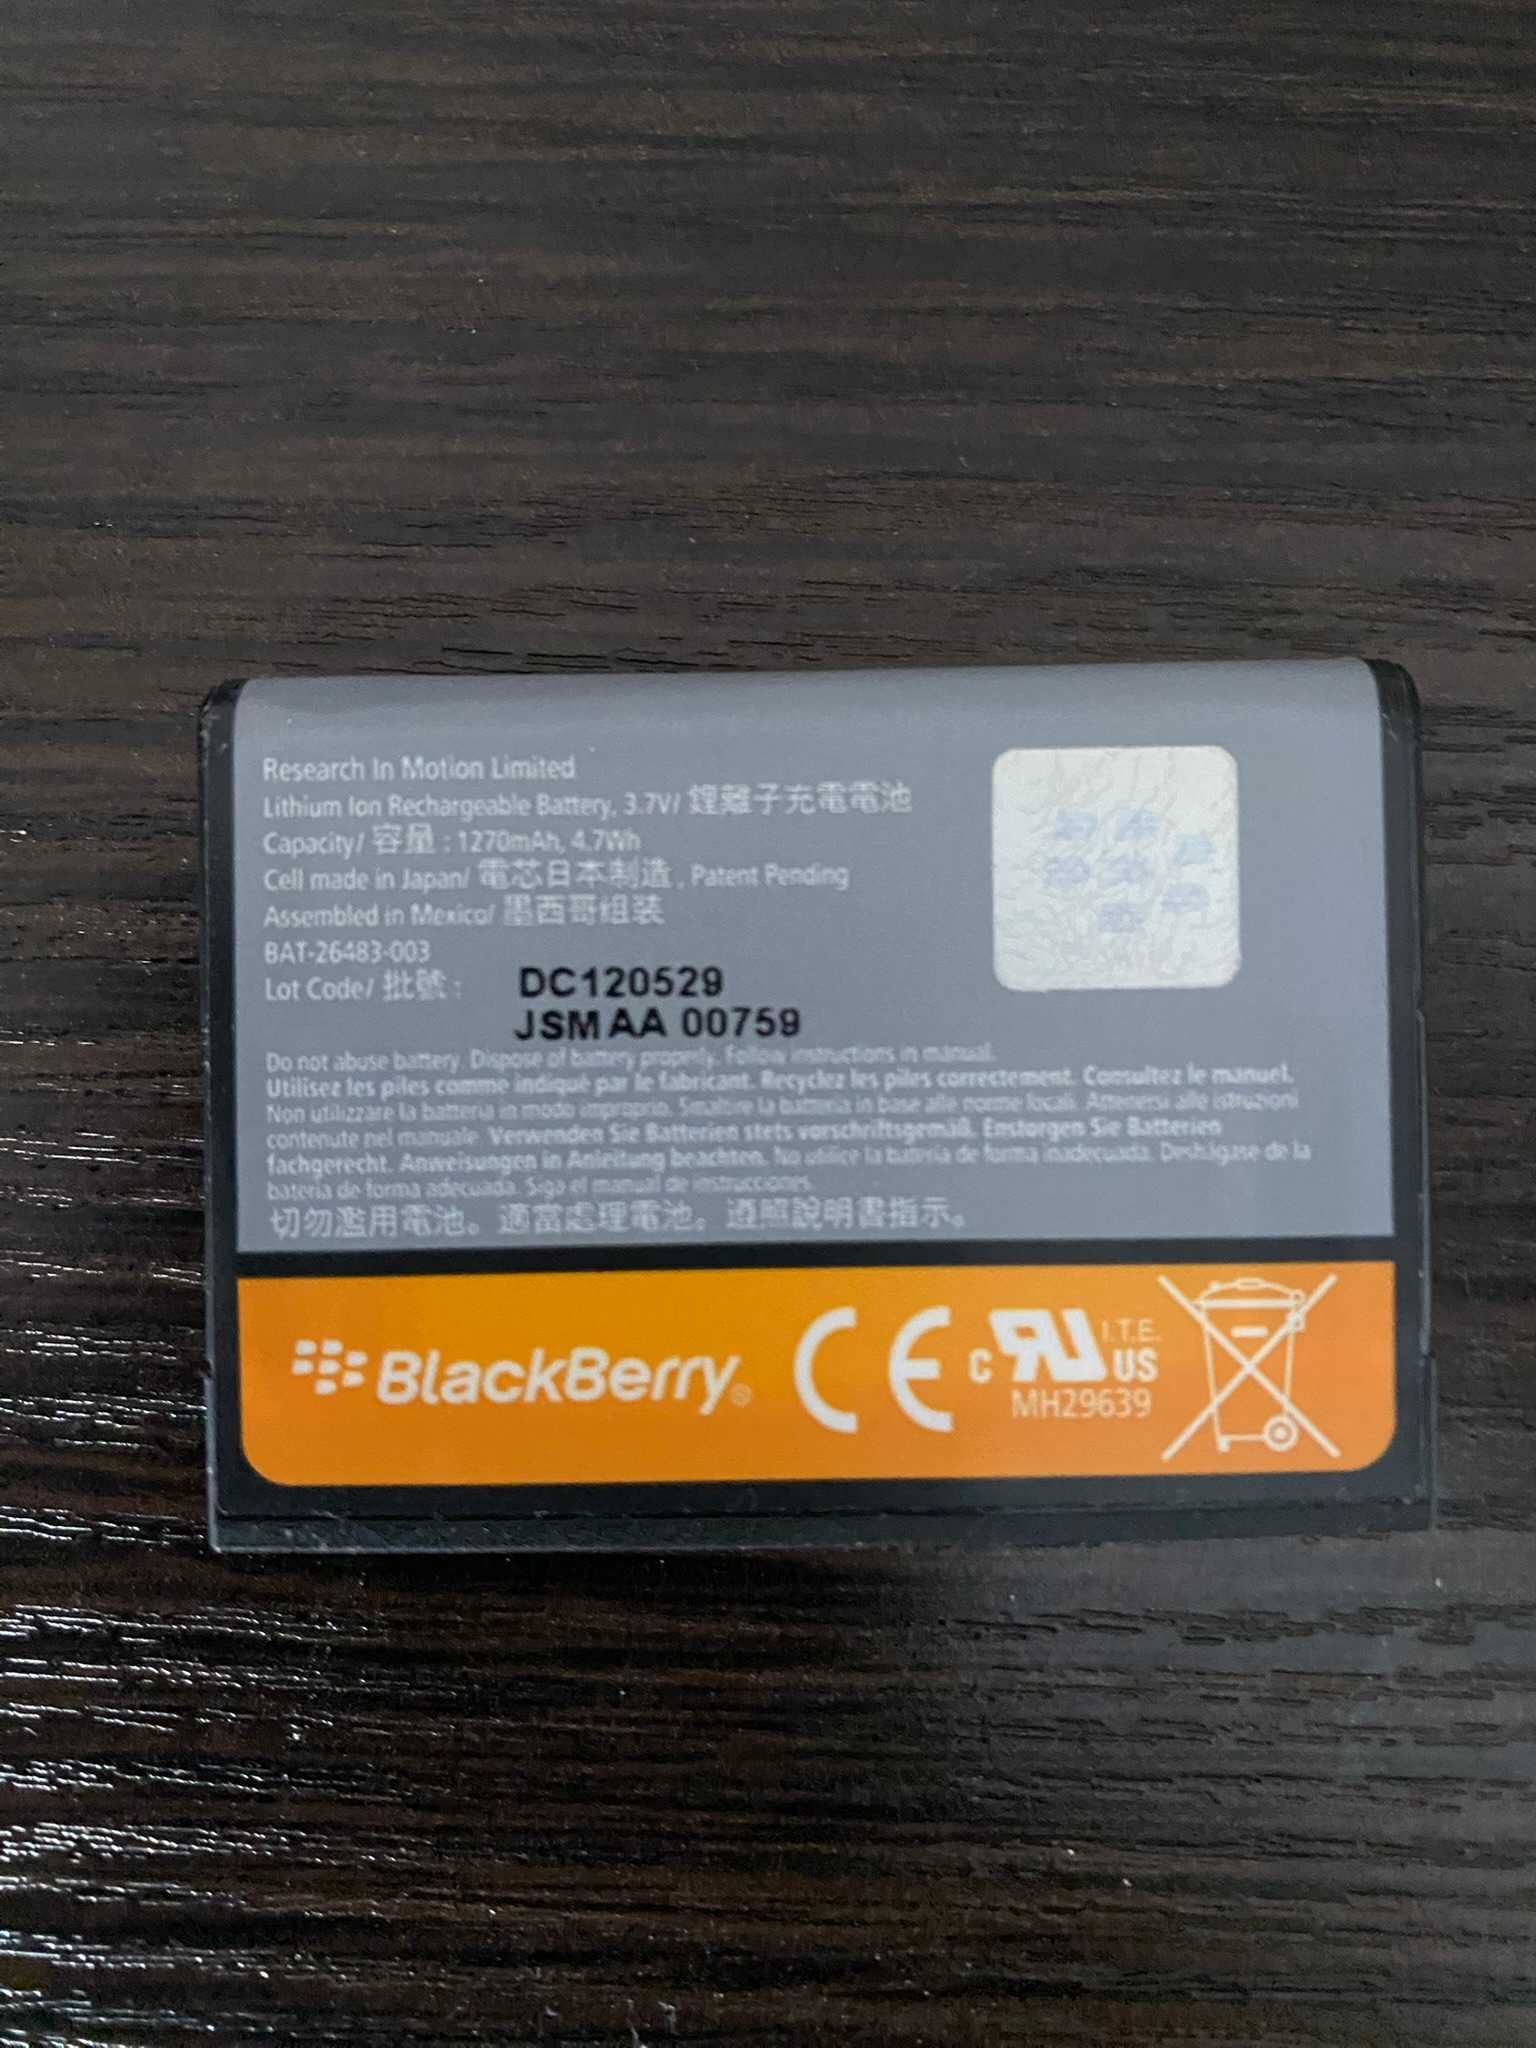 Research In Motion Limited
Lithium Ion Rechargeable Battery, 3.7V/ 鋰離子充電電池
Capacity/ 容量 : 1270mAh, 4.7Wh
Cell made in Japan/ 電芯日本制造 , Patent Pending
Assembled in Mexico/ 墨西哥组装
BAT-26483-003
Lot Code/ 批號 : DC120529
JSM AA 00759
Do not abuse battery. Dispose of battery properly. Follow instructions in manual.
Utilisez les piles comme indiqué par le fabricant. Recyclez les piles correctement. Consultez le manuel.
Non utilizzare la batteria in modo improprio. Smaltire la batteria in base alle norme locali. Attenersi alle istruzioni
contenute nel manuale. Verwenden Sie Batterien stets vorschriftsgemäß. Enstorgen Sie Batterien
fachgerecht. Anweisungen in Anleitung beachten. No utilice la batería de forma inadecuada. Deshágase de la
batería de forma adecuada. Siga el manual de instrucciones.
切勿濫用電池。適當處理電池。遵照說明書指示。
BlackBerry® CE c RU US I.T.E.
MH29639